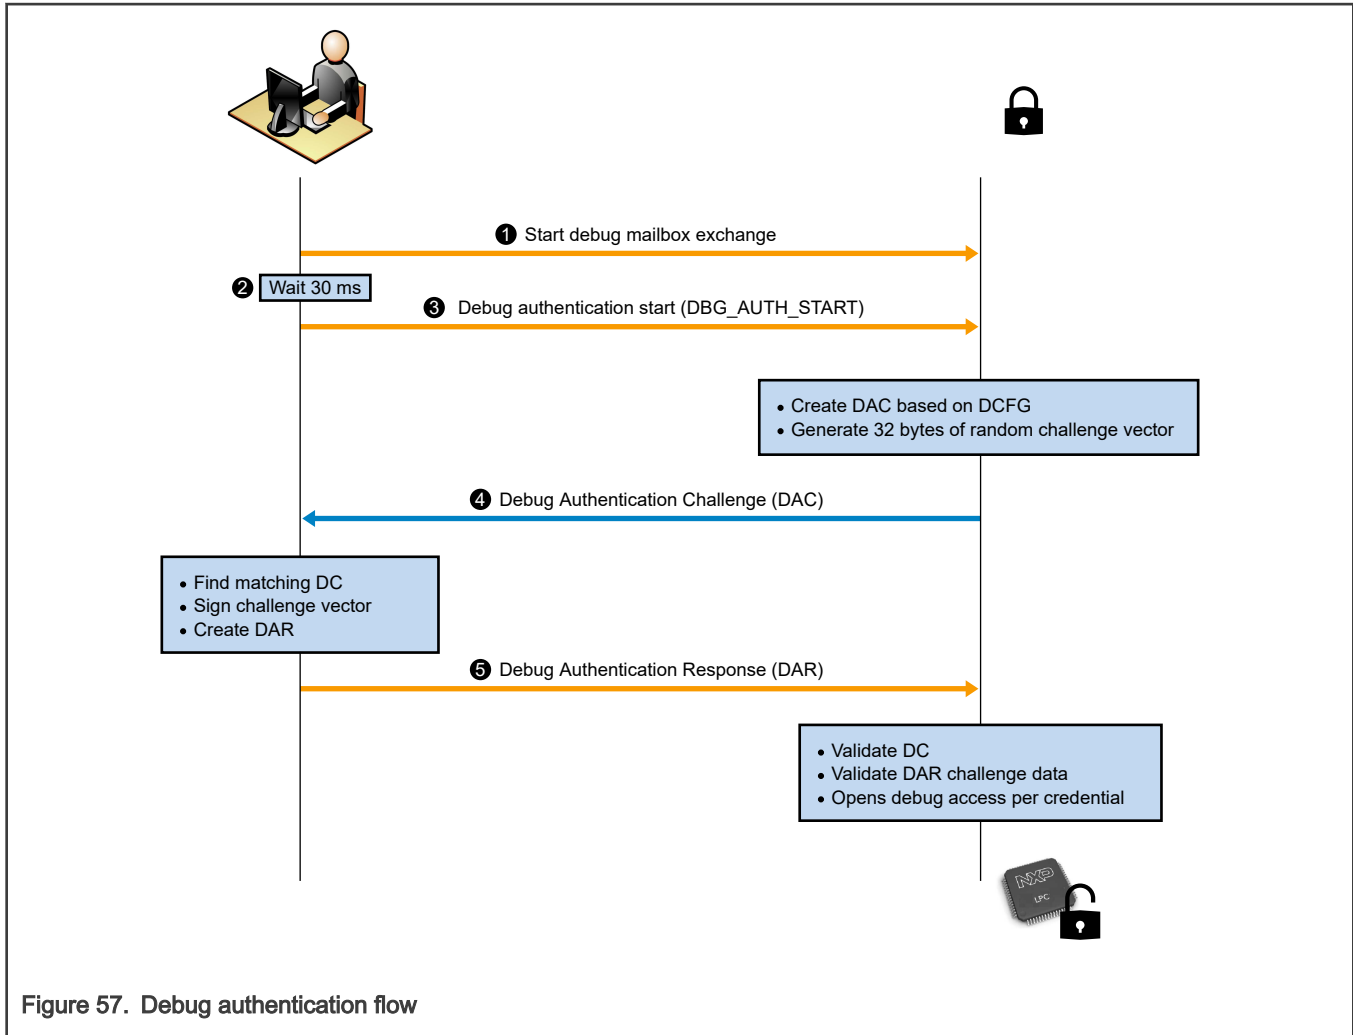 1 Start debug mailbox exchange
2 Wait 30 ms
3 Debug authentication start (DBG_AUTH_START)
• Create DAC based on DCFG
• Generate 32 bytes of random challenge vector
4 Debug Authentication Challenge (DAC)
• Find matching DC
• Sign challenge vector
• Create DAR
5 Debug Authentication Response (DAR)
• Validate DC
• Validate DAR challenge data
• Opens debug access per credential
NXP
LPC
Figure 57. Debug authentication flow